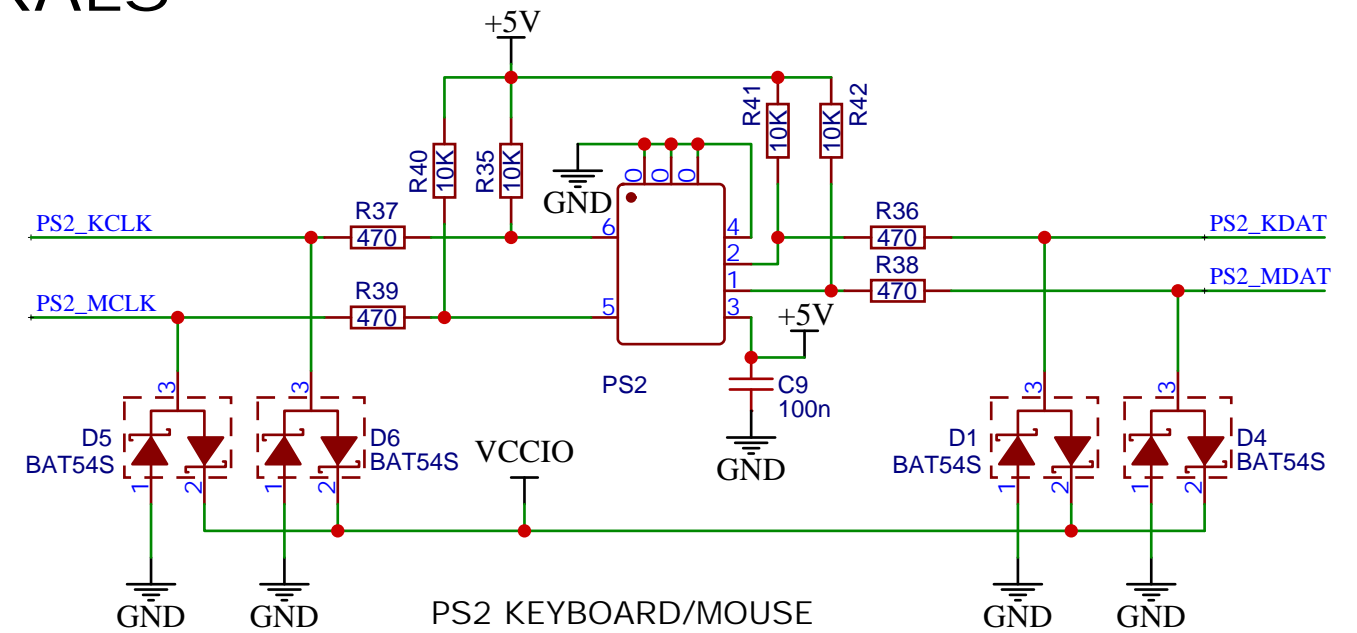 +5V
R41
10K
R42
10K
R40
10K
R35
10K
0
0
0
GND
PS2_KCLK
R37
470
6
4
R36
470
PS2_KDAT
2
R38
470
PS2_MDAT
1
PS2_MCLK
R39
470
5
3
+5V
PS2
C9
100n
GND
3
D5
BAT54S
1
2
3
D6
BAT54S
1
2
VCCIO
3
D1
BAT54S
1
2
3
D4
BAT54S
1
2
GND
GND
PS2 KEYBOARD/MOUSE
GND
GND